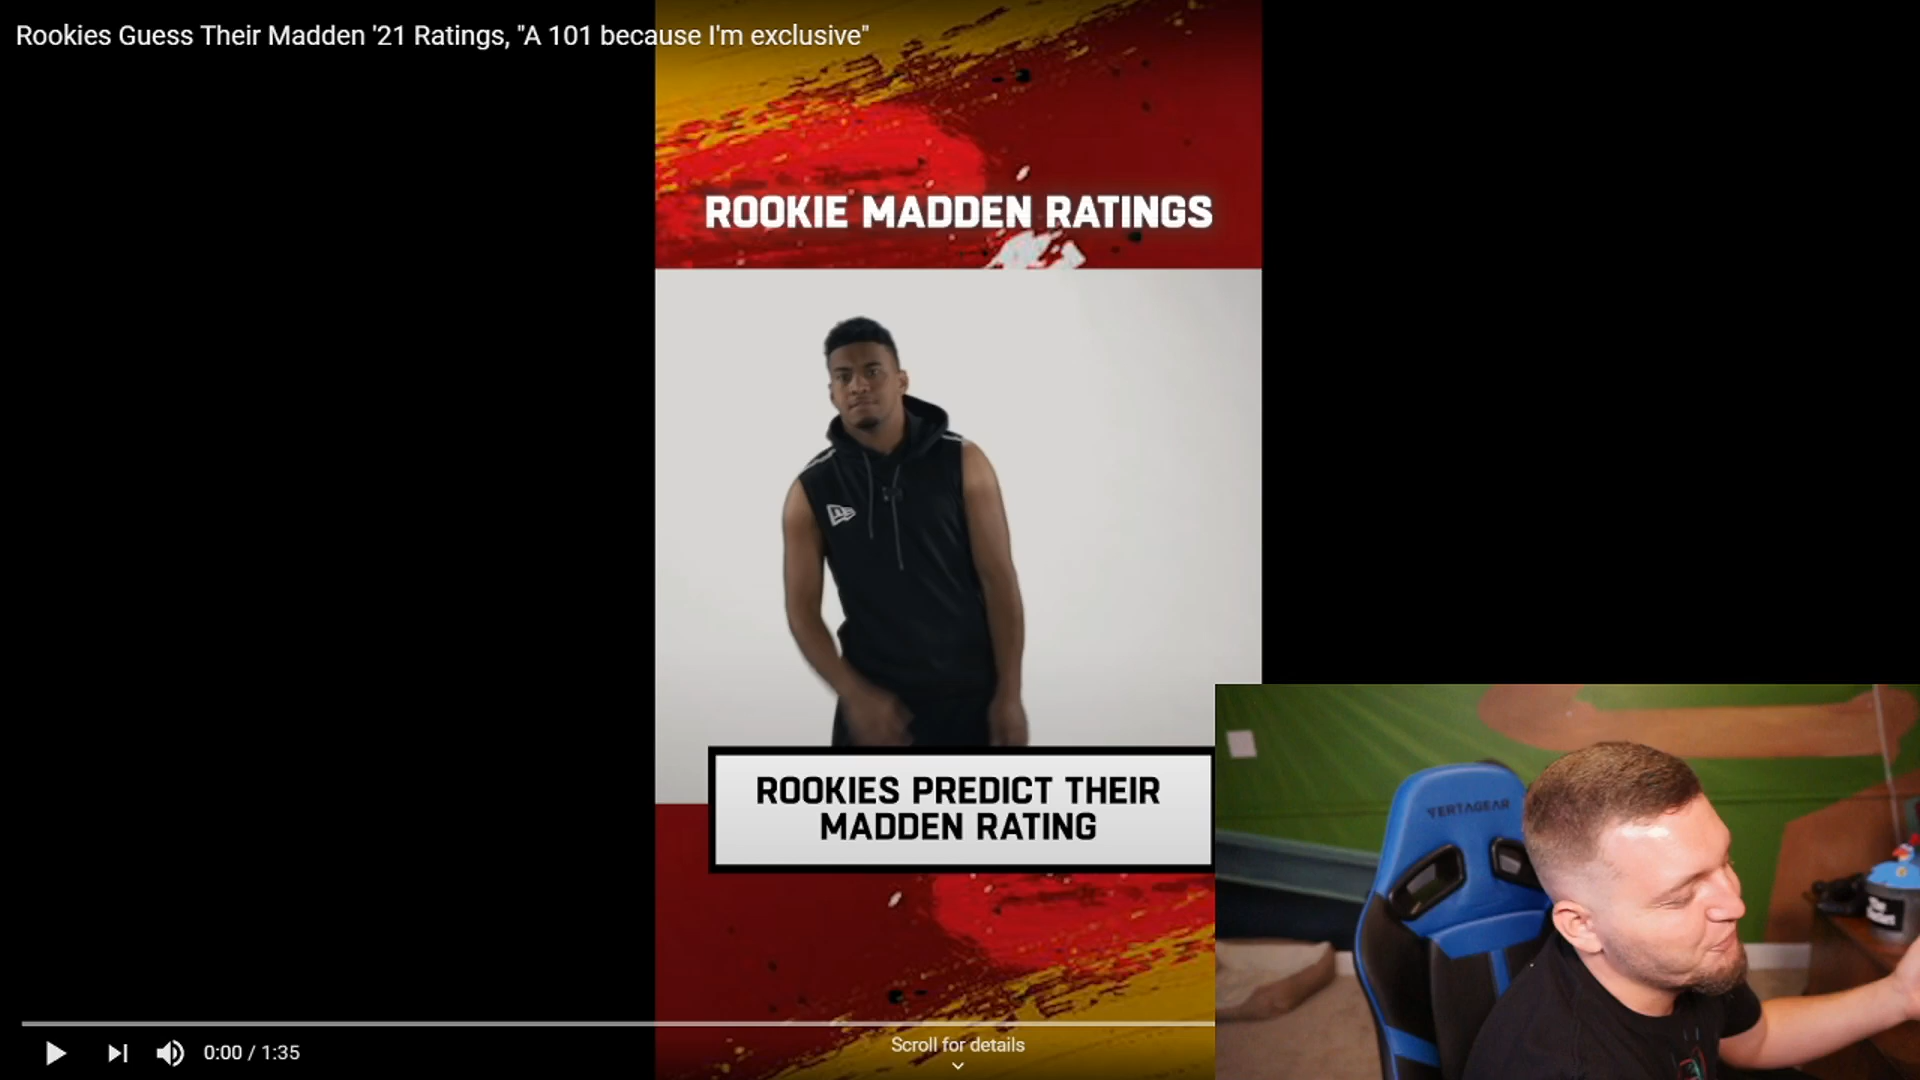 Rookies Guess Their Madden '21 Ratings, "A 101 because I'm exclusive"
ROOKIE MADDEN RATINGS
ROOKIES PREDICT THEIR
MADDEN RATING
VERTAGEAR
0:00 / 1:35
Scroll for details